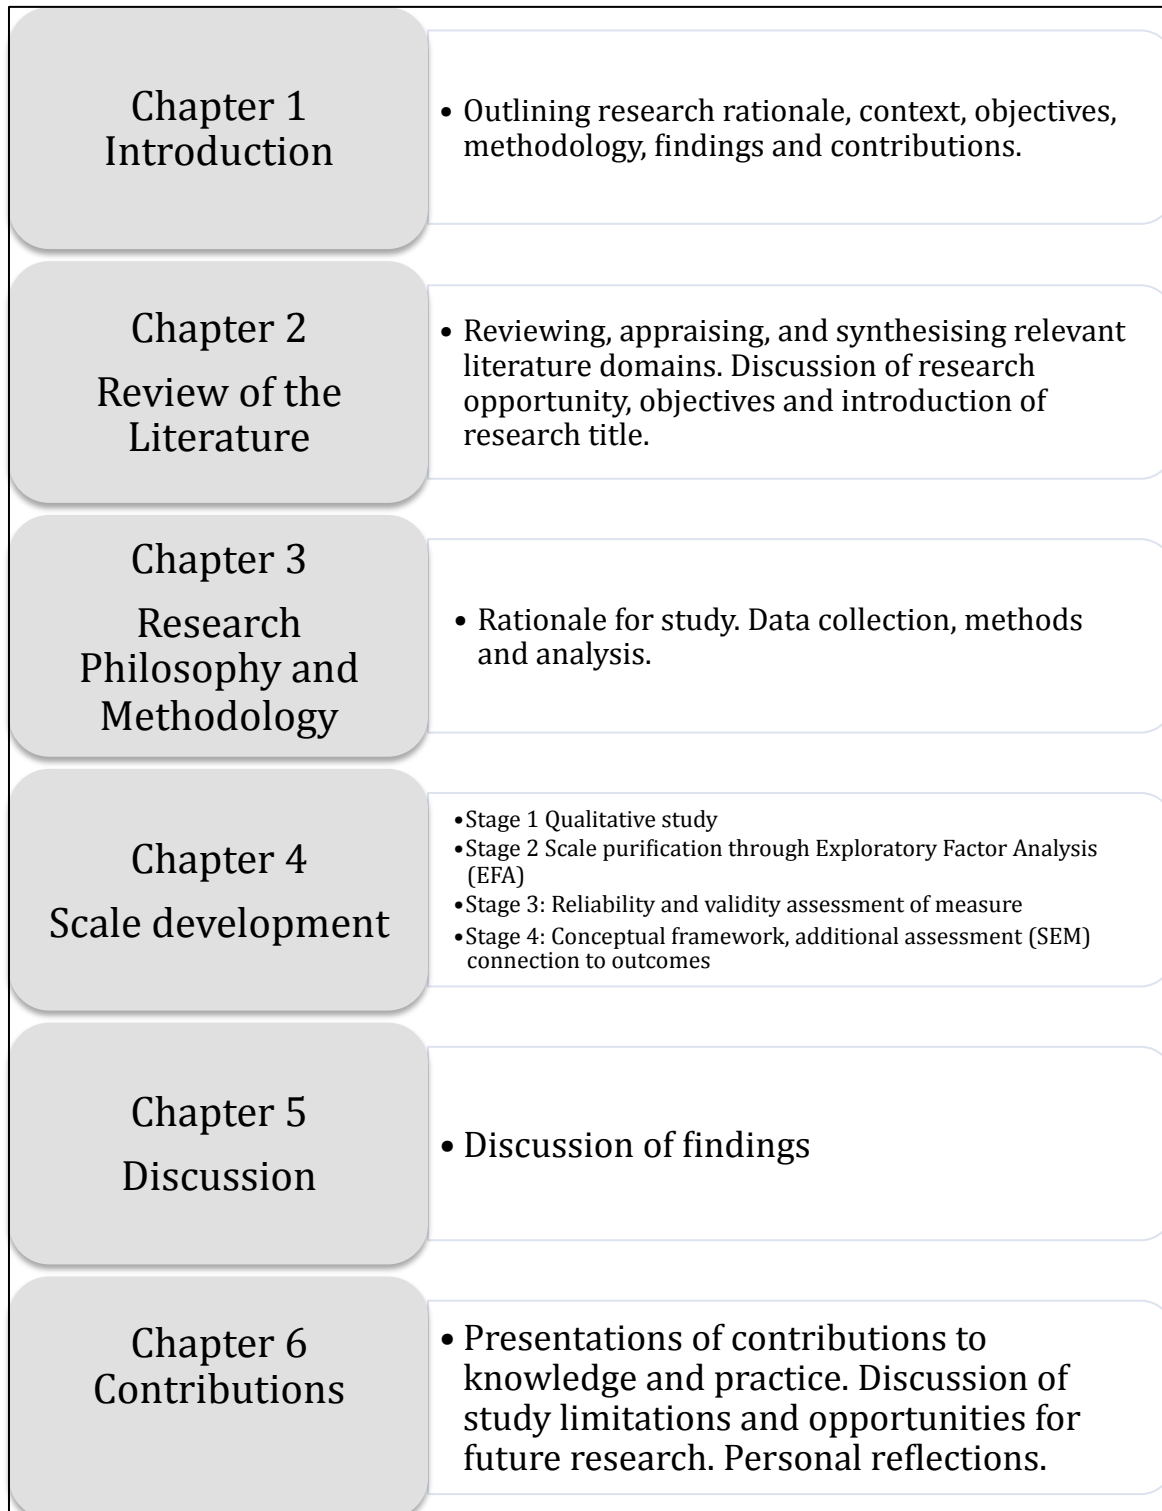 Chapter 1
Introduction
• Outlining research rationale, context, objectives,
methodology, findings and contributions.
Chapter 2
Review of the
Literature
• Reviewing, appraising, and synthesising relevant
literature domains. Discussion of research
opportunity, objectives and introduction of
research title.
Chapter 3
Research
Philosophy and
Methodology
• Rationale for study. Data collection, methods
and analysis.
Chapter 4
Scale development
•Stage 1 Qualitative study
•Stage 2 Scale purification through Exploratory Factor Analysis
(EFA)
•Stage 3: Reliability and validity assessment of measure
•Stage 4: Conceptual framework, additional assessment (SEM)
connection to outcomes
Chapter 5
Discussion
• Discussion of findings
Chapter 6
Contributions
• Presentations of contributions to
knowledge and practice. Discussion of
study limitations and opportunities for
future research. Personal reflections.